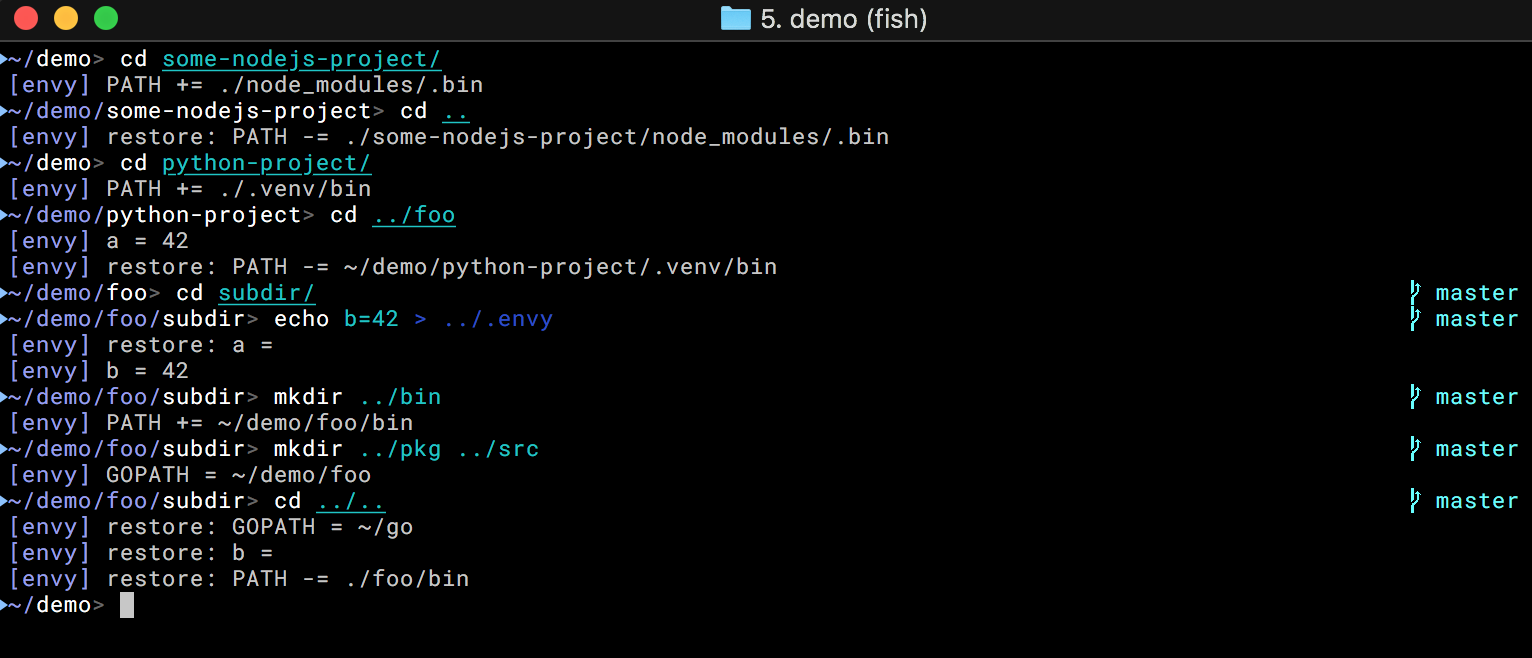 5. demo (fish)
~/demo> cd some-nodejs-project/
[envy] PATH += ./node_modules/.bin
~/demo/some-nodejs-project> cd ..
[envy] restore: PATH -= ./some-nodejs-project/node_modules/.bin
~/demo> cd python-project/
[envy] PATH += ./.venv/bin
~/demo/python-project> cd ../foo
[envy] a = 42
[envy] restore: PATH -= ~/demo/python-project/.venv/bin
~/demo/foo> cd subdir/ master
~/demo/foo/subdir> echo b=42 > ../.envy master
[envy] restore: a =
[envy] b = 42
~/demo/foo/subdir> mkdir ../bin master
[envy] PATH += ~/demo/foo/bin
~/demo/foo/subdir> mkdir ../pkg ../src master
[envy] GOPATH = ~/demo/foo
~/demo/foo/subdir> cd ../.. master
[envy] restore: GOPATH = ~/go
[envy] restore: b =
[envy] restore: PATH -= ./foo/bin
~/demo>